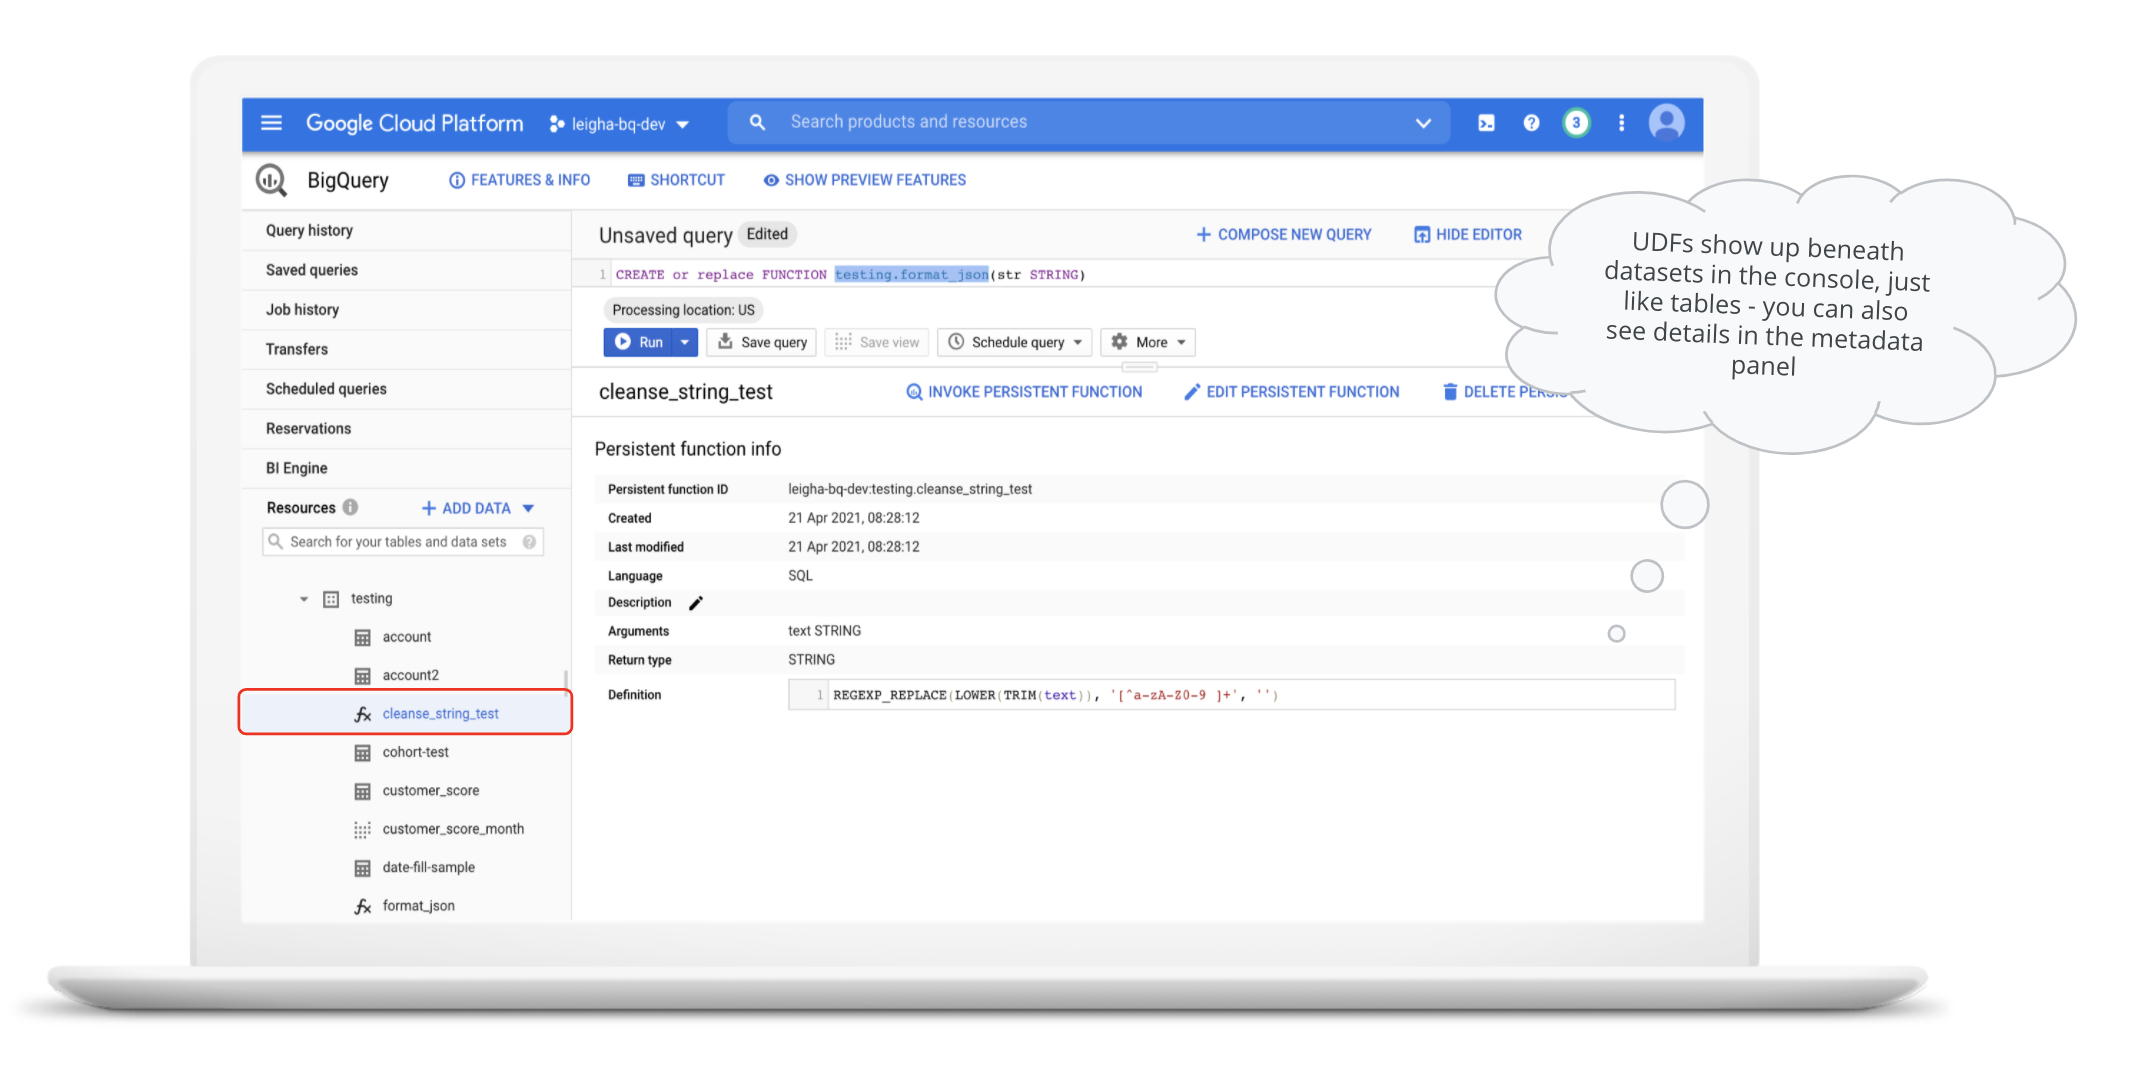 Google Cloud Platform leigha-bq-dev Search products and resources 3
BigQuery FEATURES & INFO SHORTCUT SHOW PREVIEW FEATURES
Query history
Saved queries
Job history
Transfers
Scheduled queries
Reservations
BI Engine
Resources + ADD DATA
Search for your tables and data sets
testing
account
account2
cleanse_string_test
cohort-test
customer_score
customer_score_month
date-fill-sample
format_json
Unsaved query Edited + COMPOSE NEW QUERY HIDE EDITOR
1 CREATE or replace FUNCTION testing.format_json(str STRING)
Processing location: US
Run Save query Save view Schedule query More
cleanse_string_test INVOKE PERSISTENT FUNCTION EDIT PERSISTENT FUNCTION DELETE
Persistent function info
Persistent function ID leigha-bq-dev:testing.cleanse_string_test
Created 21 Apr 2021, 08:28:12
Last modified 21 Apr 2021, 08:28:12
Language SQL
Description
Arguments text STRING
Return type STRING
Definition 1 REGEXP_REPLACE(LOWER(TRIM(text)), '[^a-zA-Z0-9 ]+', '')
UDFs show up beneath
datasets in the console, just
like tables - you can also
see details in the metadata
panel